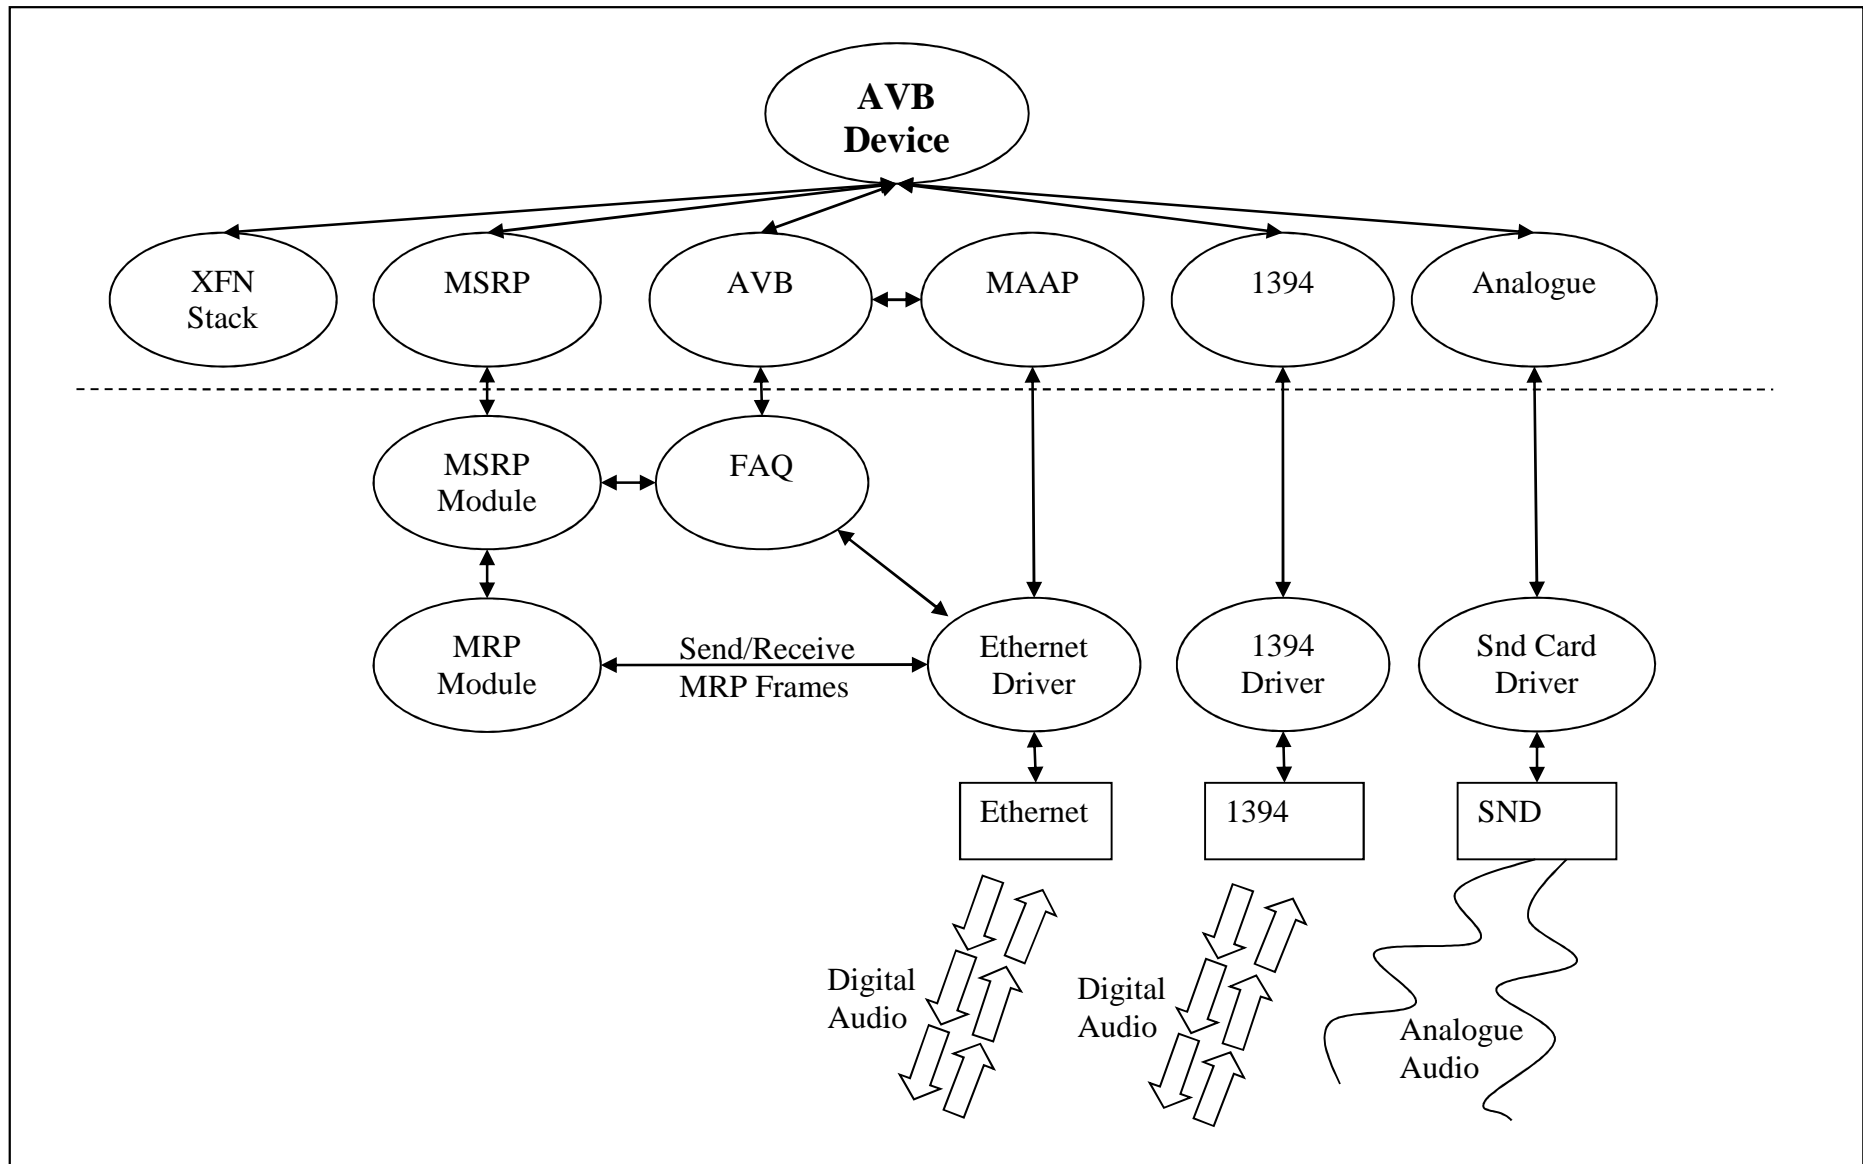 AVB
Device
XFN
Stack
MSRP
AVB
MAAP
1394
Analogue
MSRP
Module
FAQ
MRP
Module
Send/Receive
MRP Frames
Ethernet
Driver
1394
Driver
Snd Card
Driver
Ethernet
1394
SND
Digital
Audio
Digital
Audio
Analogue
Audio